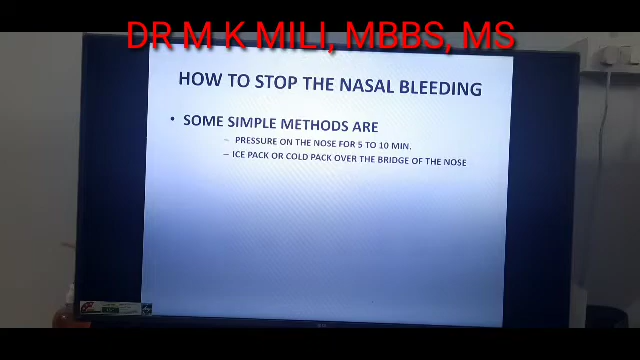 DR M K MILI, MBBS, MS
HOW TO STOP THE NASAL BLEEDING
• SOME SIMPLE METHODS ARE
– PRESSURE ON THE NOSE FOR 5 TO 10 MIN.
– ICE PACK OR COLD PACK OVER THE BRIDGE OF THE NOSE